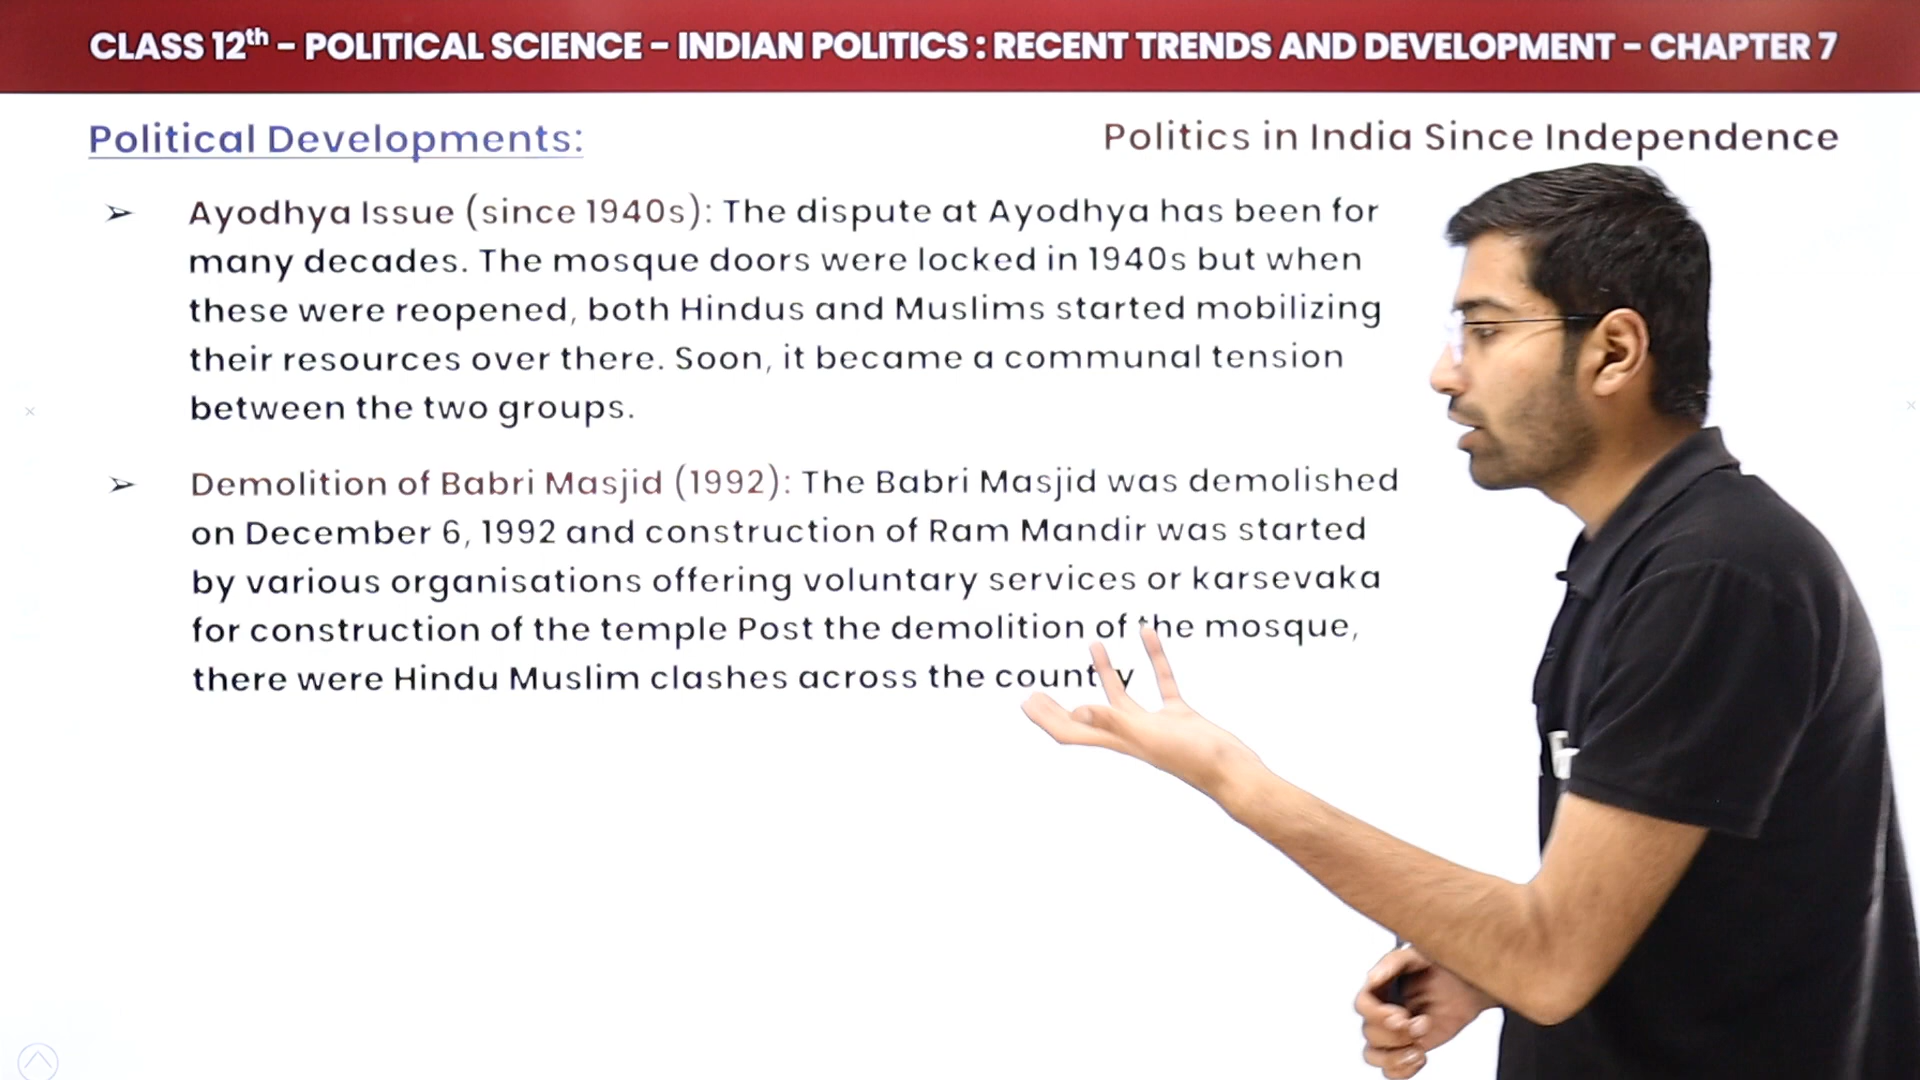 CLASS 12th – POLITICAL SCIENCE – INDIAN POLITICS : RECENT TRENDS AND DEVELOPMENT – CHAPTER 7
Political Developments:
Politics in India Since Independence
➢ Ayodhya Issue (since 1940s): The dispute at Ayodhya has been for
many decades. The mosque doors were locked in 1940s but when
these were reopened, both Hindus and Muslims started mobilizing
their resources over there. Soon, it became a communal tension
between the two groups.
➢ Demolition of Babri Masjid (1992): The Babri Masjid was demolished
on December 6, 1992 and construction of Ram Mandir was started
by various organisations offering voluntary services or karsevaka
for construction of the temple Post the demolition of the mosque,
there were Hindu Muslim clashes across the